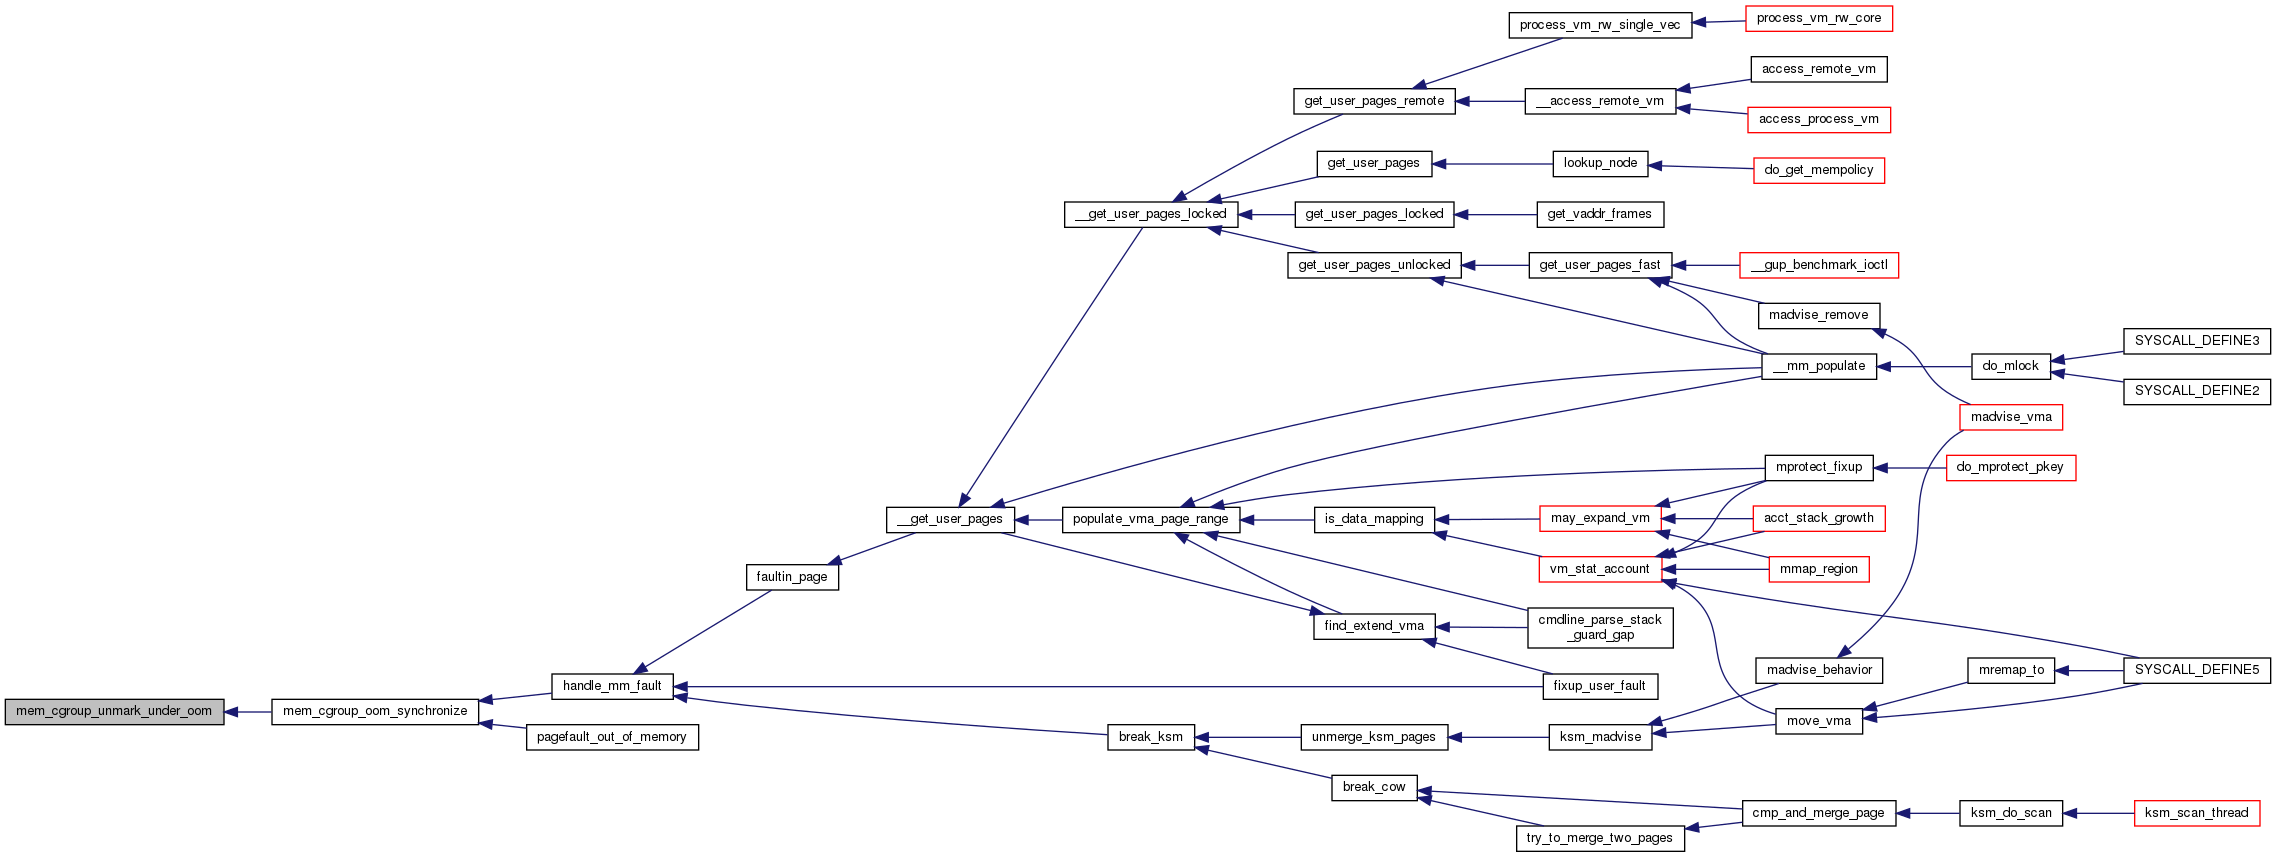 process_vm_rw_single_vec
process_vm_rw_core
access_remote_vm
get_user_pages_remote
__access_remote_vm
access_process_vm
get_user_pages
lookup_node
do_get_mempolicy
__get_user_pages_locked
get_user_pages_locked
get_vaddr_frames
get_user_pages_unlocked
get_user_pages_fast
__gup_benchmark_ioctl
madvise_remove
SYSCALL_DEFINE3
__mm_populate
do_mlock
SYSCALL_DEFINE2
madvise_vma
mprotect_fixup
do_mprotect_pkey
__get_user_pages
populate_vma_page_range
is_data_mapping
may_expand_vm
acct_stack_growth
faultin_page
vm_stat_account
mmap_region
find_extend_vma
cmdline_parse_stack
_guard_gap
handle_mm_fault
fixup_user_fault
madvise_behavior
mremap_to
SYSCALL_DEFINE5
mem_cgroup_unmark_under_oom
mem_cgroup_oom_synchronize
pagefault_out_of_memory
break_ksm
unmerge_ksm_pages
ksm_madvise
move_vma
break_cow
cmp_and_merge_page
ksm_do_scan
ksm_scan_thread
try_to_merge_two_pages